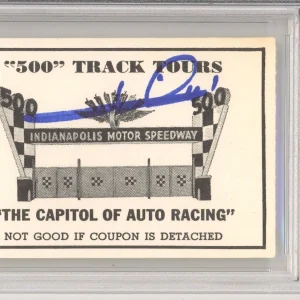 "500" TRACK TOURS
500 500
INDIANAPOLIS MOTOR SPEEDWAY
"THE CAPITOL OF AUTO RACING"
NOT GOOD IF COUPON IS DETACHED